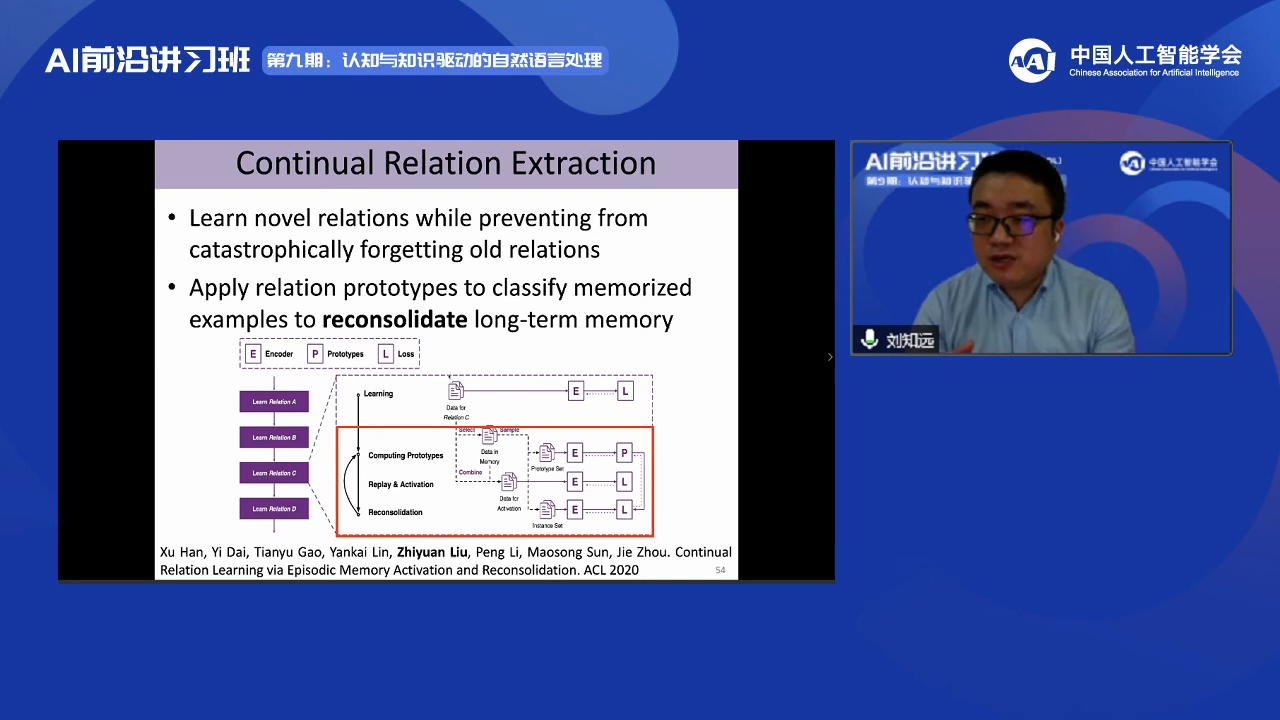 AI前沿讲习班
第九期：认知与知识驱动的自然语言处理
中国人工智能学会
Chinese Association for Artificial Intelligence
Continual Relation Extraction
• Learn novel relations while preventing from
catastrophically forgetting old relations
• Apply relation prototypes to classify memorized
examples to reconsolidate long-term memory
E Encoder P Prototypes L Loss
Learn Relation A
Learn Relation B
Learn Relation C
Learn Relation D
Learning
Data for
Relation C
E
L
Select
Sample
Data in
Memory
Computing Prototypes
Prototype Set
E
P
Combine
Replay & Activation
Data for
Activation
E
L
Reconsolidation
Instance Set
E
L
Xu Han, Yi Dai, Tianyu Gao, Yankai Lin, Zhiyuan Liu, Peng Li, Maosong Sun, Jie Zhou. Continual
Relation Learning via Episodic Memory Activation and Reconsolidation. ACL 2020
54
AI前沿讲习
中国人工智能学会
刘知远